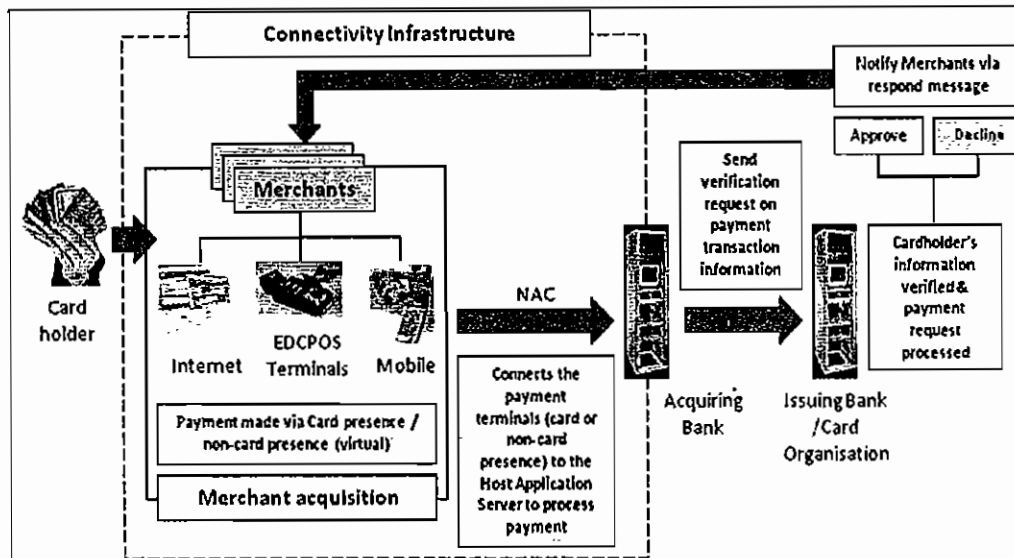 Connectivity Infrastructure
Notify Merchants via
respond message
Approve
Decline
Merchants
Send
verification
request on
payment
transaction
information
Cardholder's
information
verified &
payment
request
processed
Card
holder
Internet
EDCPOS
Terminals
Mobile
NAC
Payment made via Card presence /
non-card presence (virtual)
Merchant acquisition
Connects the
payment
terminals (card or
non-card
presence) to the
Host Application
Server to process
payment
Acquiring
Bank
Issuing Bank
/Card
Organisation